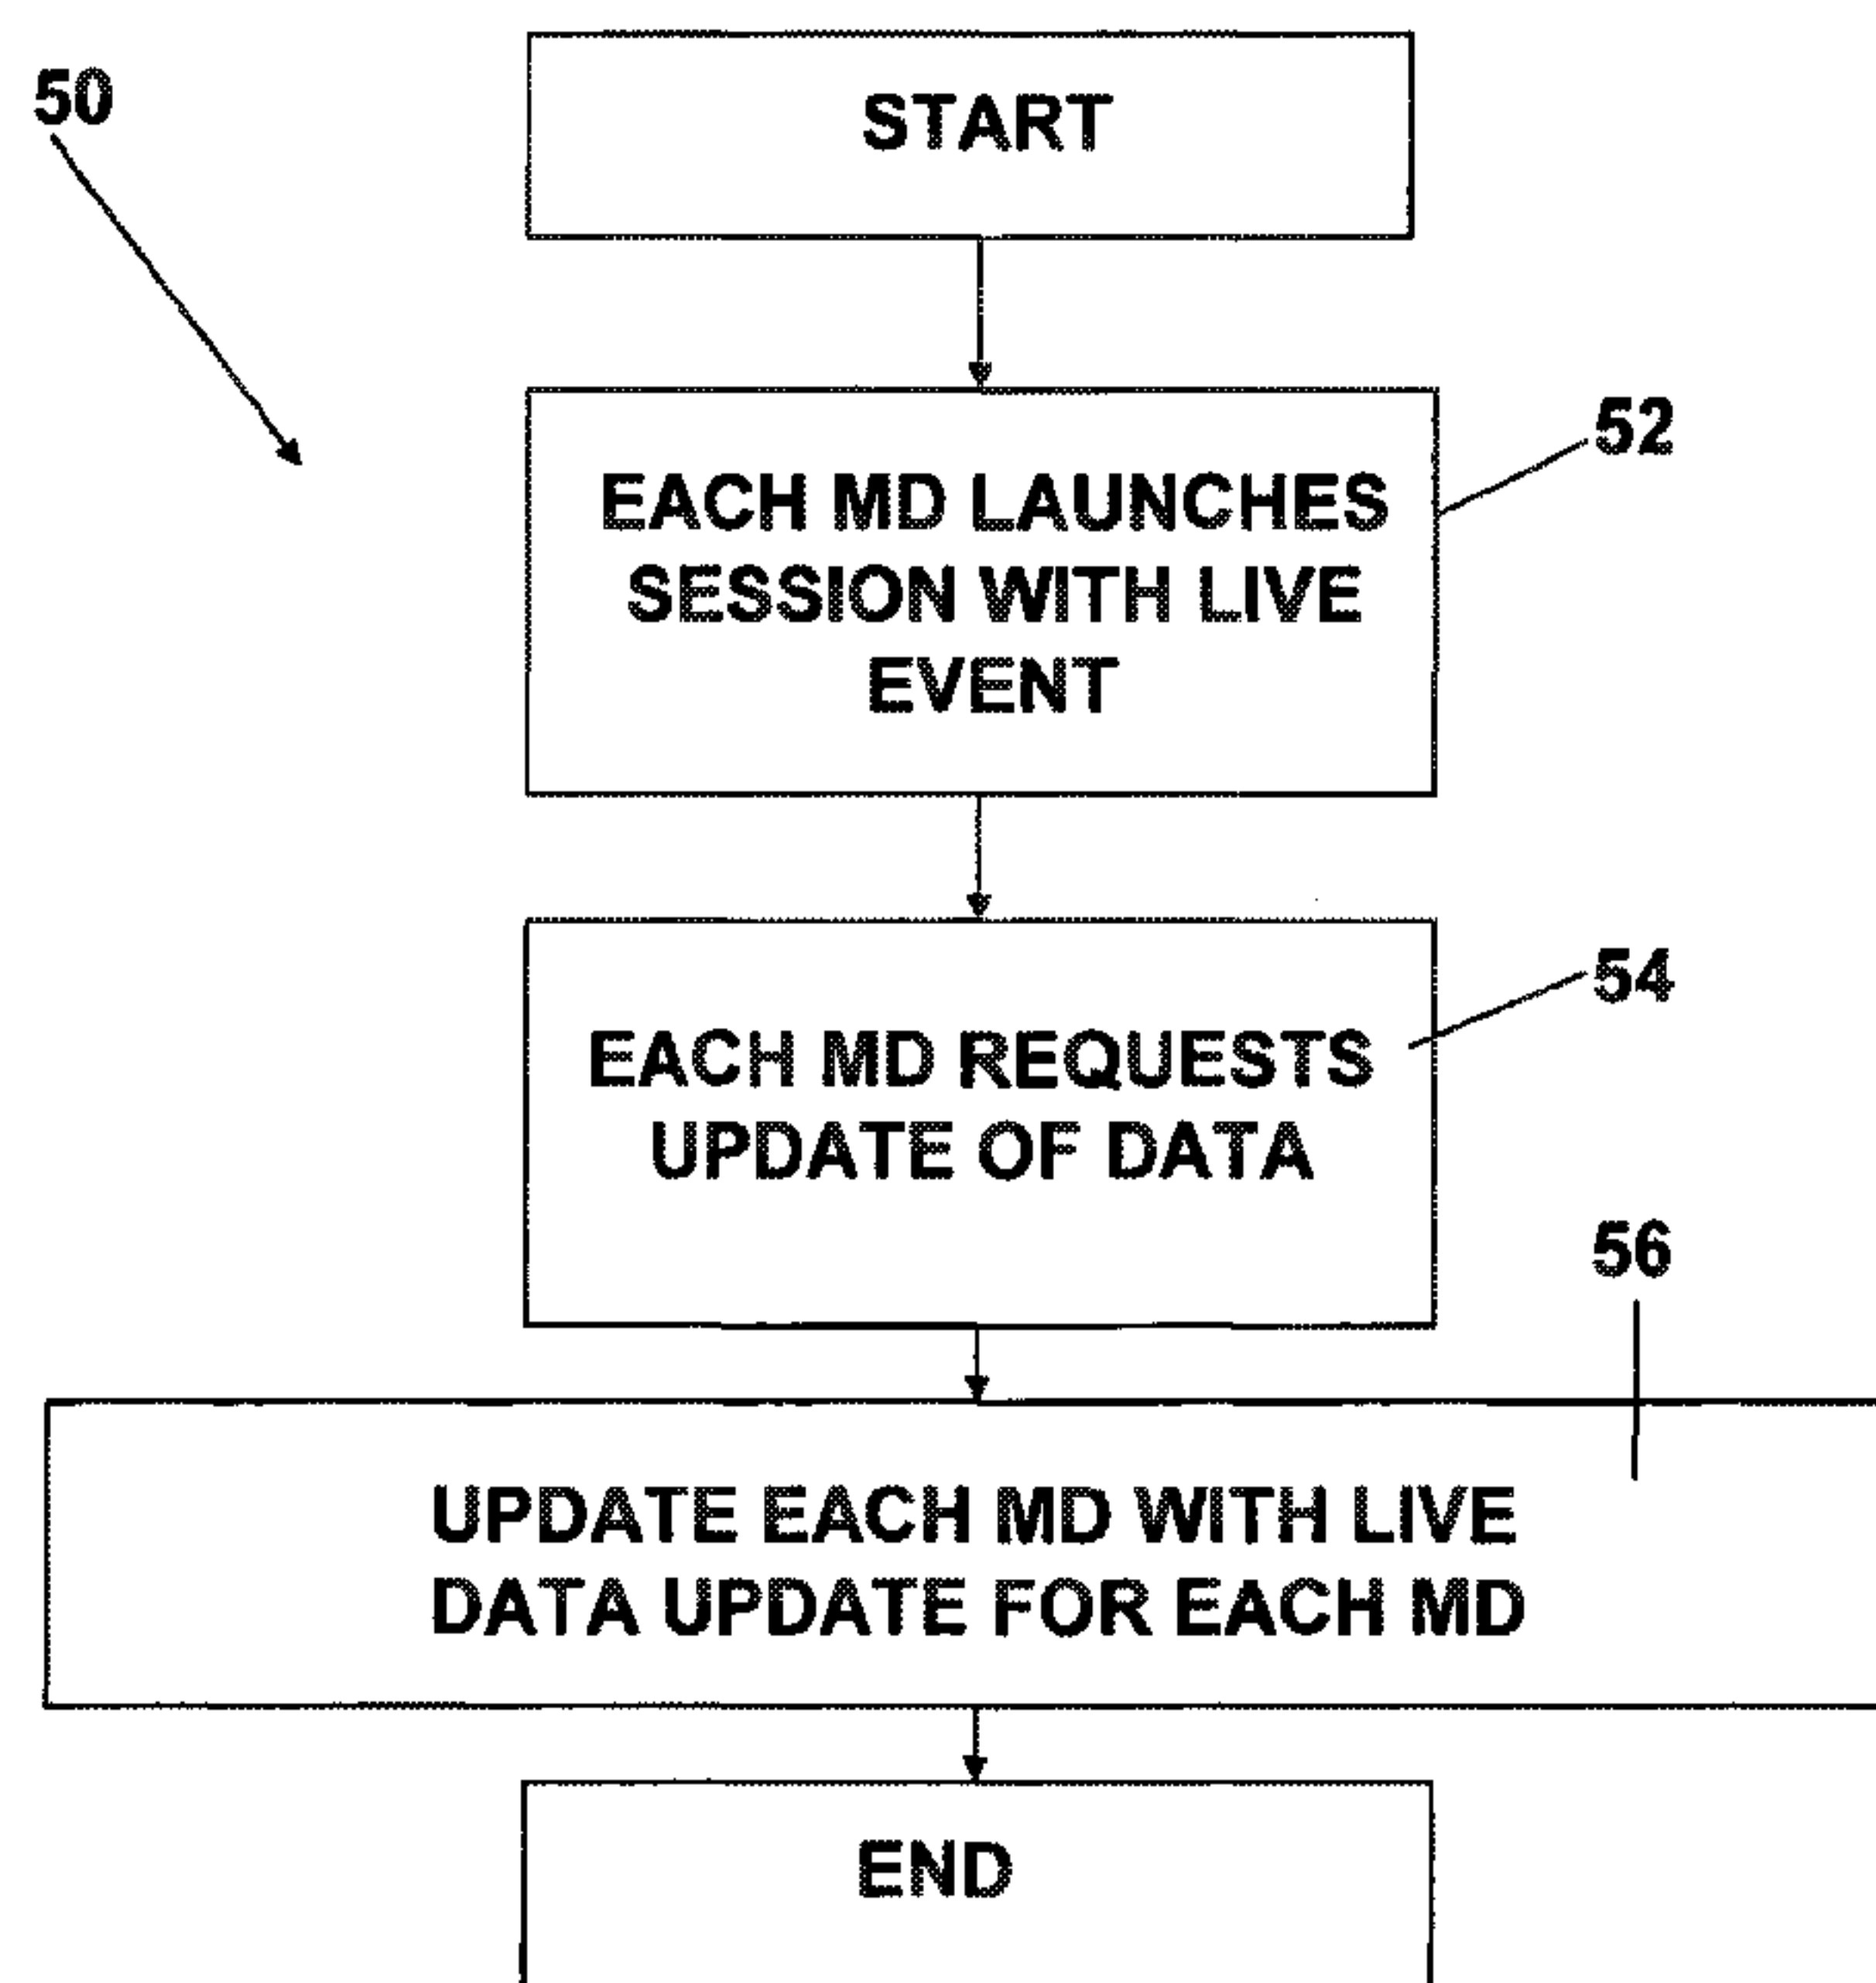 50
START
52
EACH MD LAUNCHES
SESSION WITH LIVE
EVENT
54
EACH MD REQUESTS
UPDATE OF DATA
56
UPDATE EACH MD WITH LIVE
DATA UPDATE FOR EACH MD
END